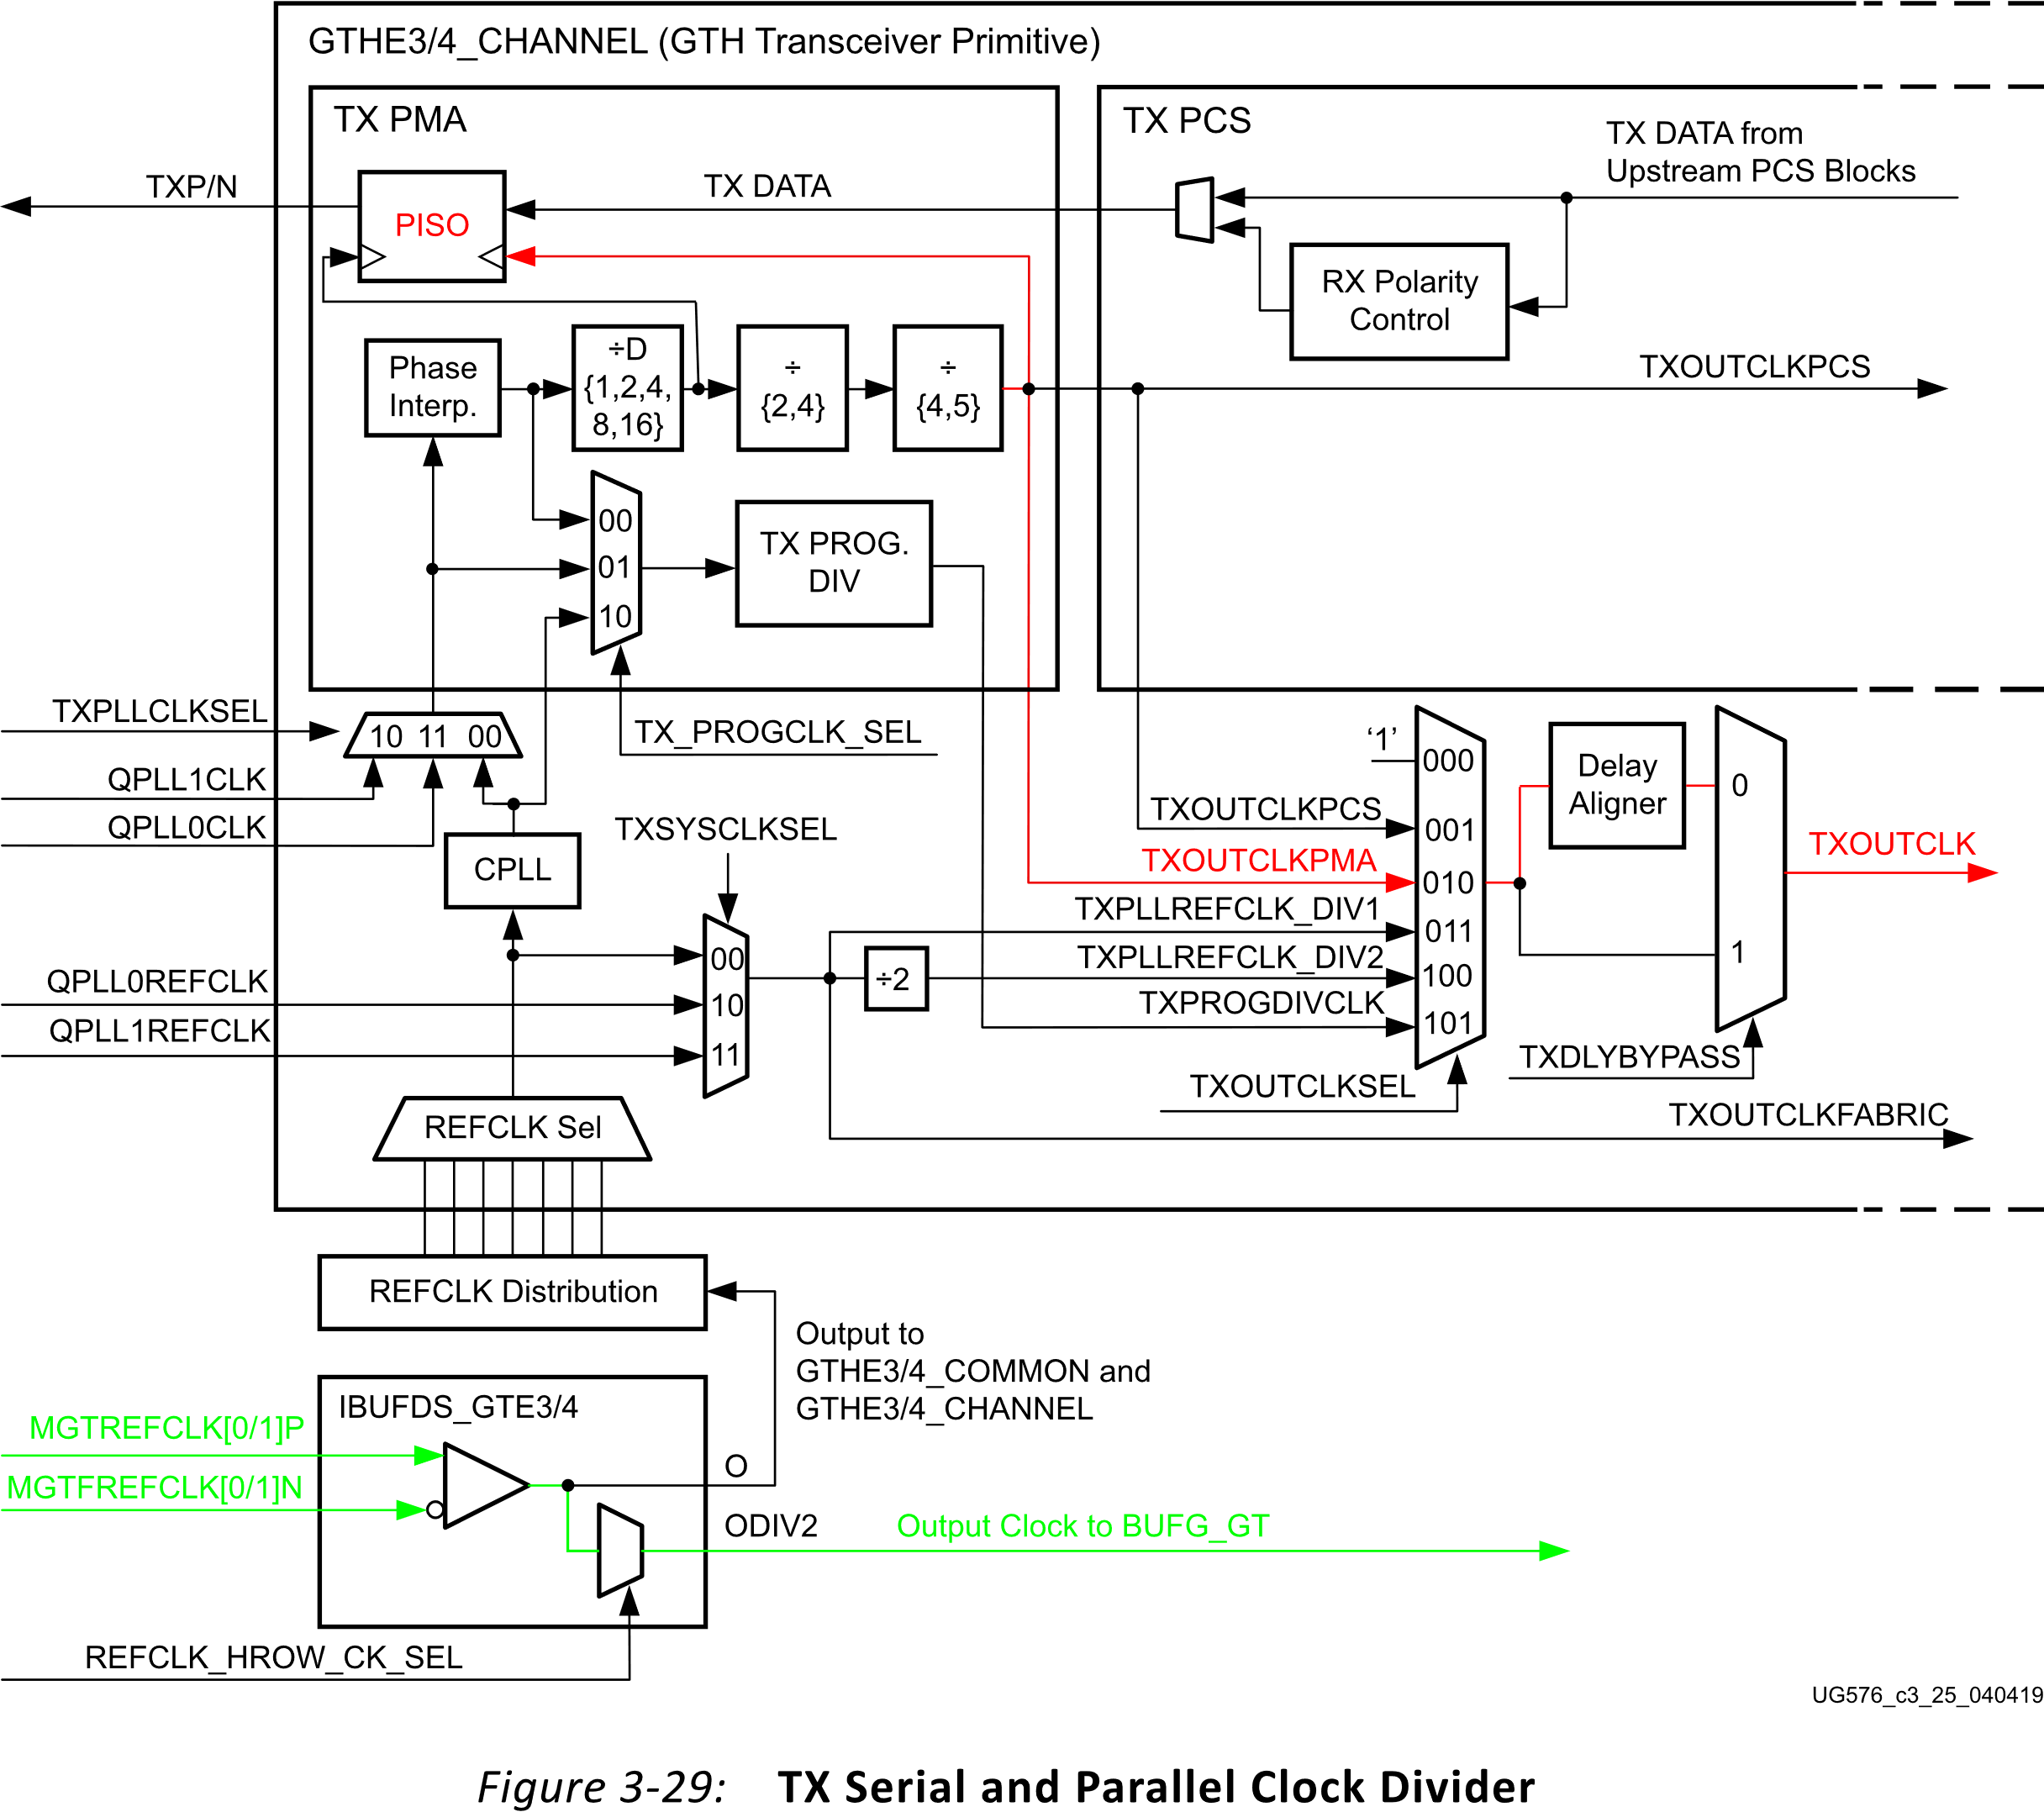 GTHE3/4_CHANNEL (GTH Transceiver Primitive)
TX PMA
TX PCS
TX DATA from
Upstream PCS Blocks
TXP/N
PISO
TX DATA
RX Polarity
Control
Phase
Interp.
÷D
{1,2,4,
8,16}
÷
{2,4}
÷
{4,5}
TXOUTCLKPCS
00
01
10
TX PROG.
DIV
TXPLLCLKSEL
10 11 00
TX_PROGCLK_SEL
QPLL1CLK
QPLL0CLK
CPLL
TXSYSCLKSEL
‘1’
000
TXOUTCLKPCS
001
TXOUTCLKPMA
010
TXPLLREFCLK_DIV1
011
TXPLLREFCLK_DIV2
100
TXPROGDIVCLK
101
Delay
Aligner
0
1
TXOUTCLK
QPLL0REFCLK
QPLL1REFCLK
00
10
11
÷2
TXDLYBYPASS
TXOUTCLKSEL
TXOUTCLKFABRIC
REFCLK Sel
REFCLK Distribution
Output to
GTHE3/4_COMMON and
GTHE3/4_CHANNEL
IBUFDS_GTE3/4
MGTREFCLK[0/1]P
MGTFREFCLK[0/1]N
O
ODIV2
Output Clock to BUFG_GT
REFCLK_HROW_CK_SEL
UG576_c3_25_040419
Figure 3-29: TX Serial and Parallel Clock Divider